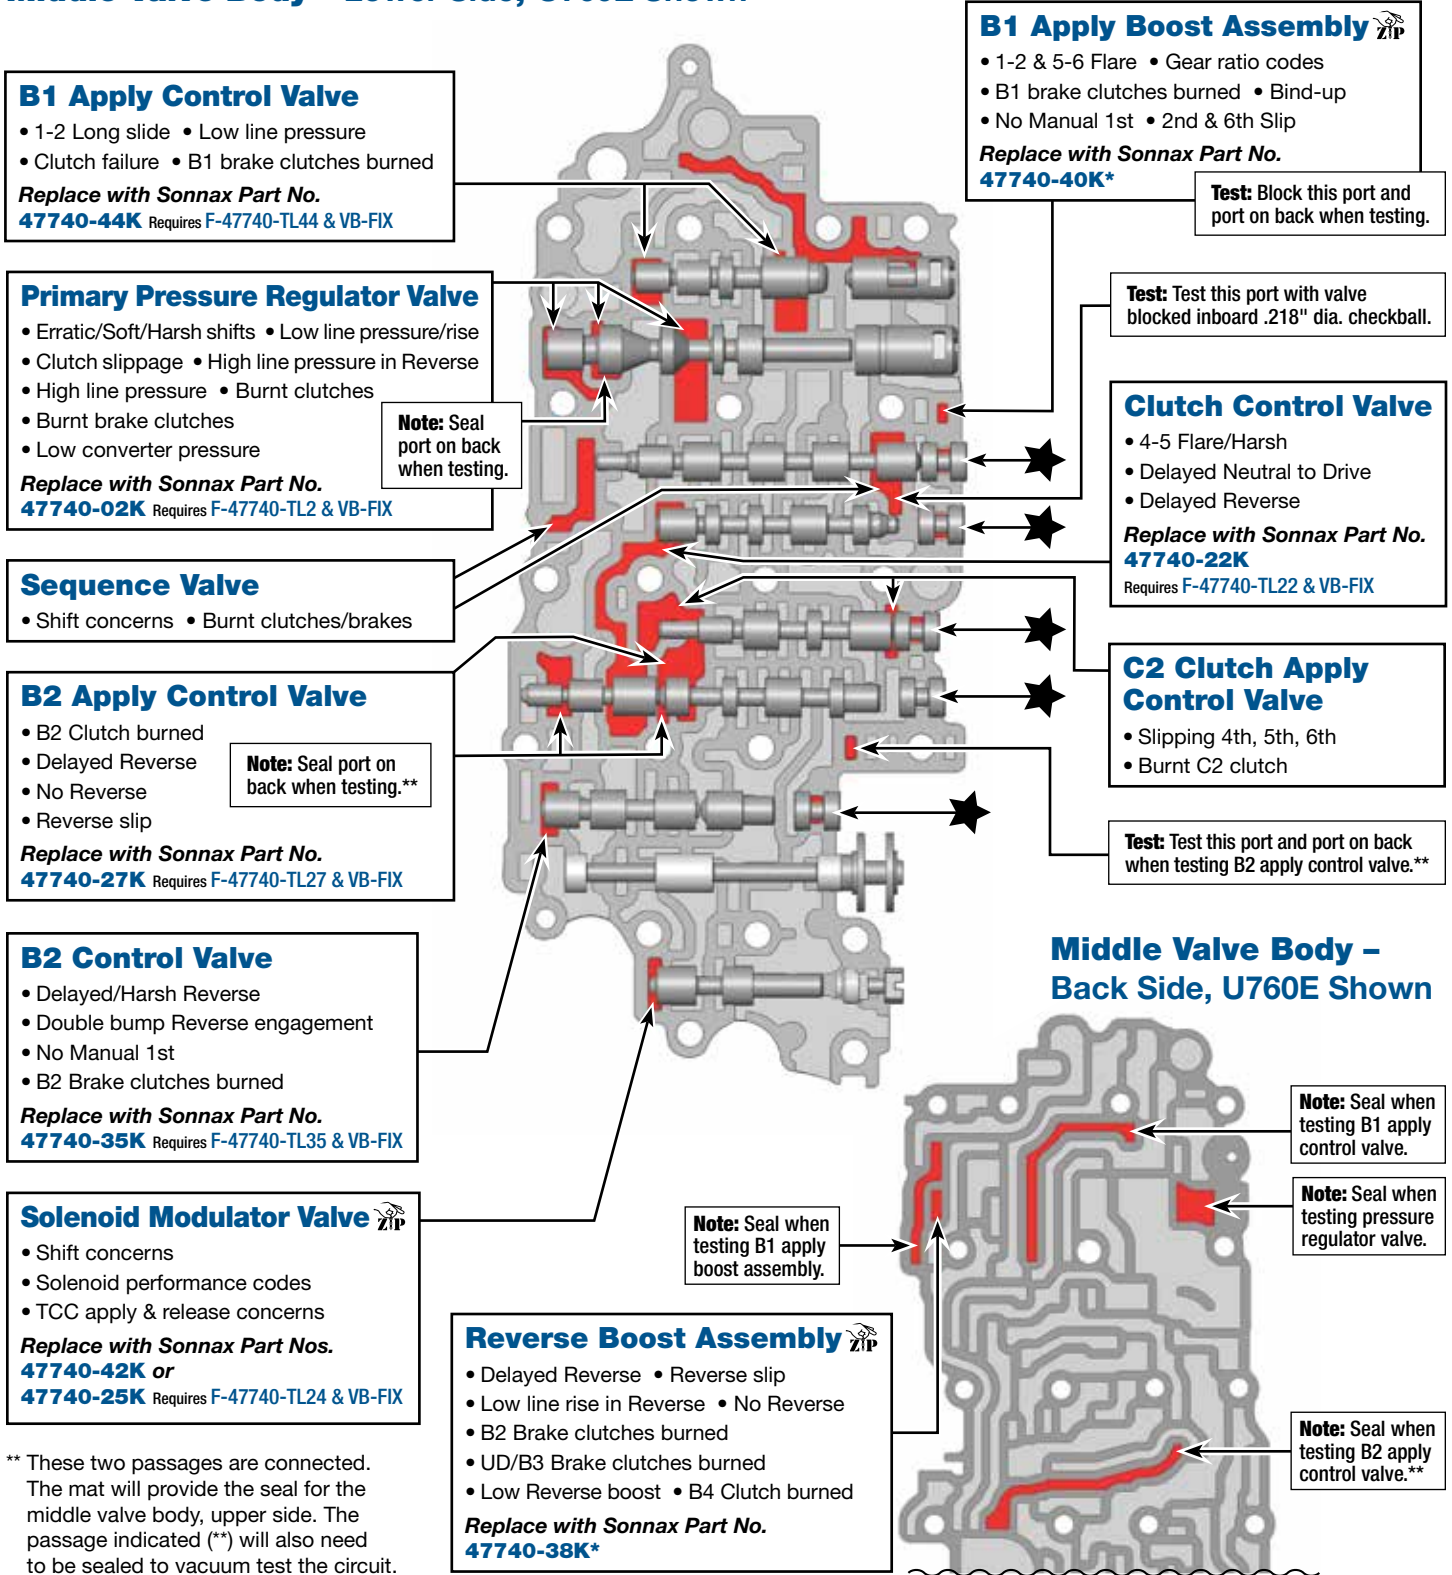 Middle Valve Body – Lower Side, U760E Shown
B1 Apply Control Valve
• 1-2 Long slide • Low line pressure
• Clutch failure • B1 brake clutches burned
Replace with Sonnax Part No.
47740-44K Requires F-47740-TL44 & VB-FIX
B1 Apply Boost Assembly ZIP
• 1-2 & 5-6 Flare • Gear ratio codes
• B1 brake clutches burned • Bind-up
• No Manual 1st • 2nd & 6th Slip
Replace with Sonnax Part No.
47740-40K*
Test: Block this port and
port on back when testing.
Primary Pressure Regulator Valve
• Erratic/Soft/Harsh shifts • Low line pressure/rise
• Clutch slippage • High line pressure in Reverse
• High line pressure • Burnt clutches
• Burnt brake clutches
• Low converter pressure
Replace with Sonnax Part No.
47740-02K Requires F-47740-TL2 & VB-FIX
Note: Seal
port on back
when testing.
Test: Test this port with valve
blocked inboard .218" dia. checkball.
Clutch Control Valve
• 4-5 Flare/Harsh
• Delayed Neutral to Drive
• Delayed Reverse
Replace with Sonnax Part No.
47740-22K
Requires F-47740-TL22 & VB-FIX
Sequence Valve
• Shift concerns • Burnt clutches/brakes
B2 Apply Control Valve
• B2 Clutch burned
• Delayed Reverse
• No Reverse
• Reverse slip
Replace with Sonnax Part No.
47740-27K Requires F-47740-TL27 & VB-FIX
Note: Seal port on
back when testing.**
C2 Clutch Apply
Control Valve
• Slipping 4th, 5th, 6th
• Burnt C2 clutch
Test: Test this port and port on back
when testing B2 apply control valve.**
B2 Control Valve
• Delayed/Harsh Reverse
• Double bump Reverse engagement
• No Manual 1st
• B2 Brake clutches burned
Replace with Sonnax Part No.
47740-35K Requires F-47740-TL35 & VB-FIX
Middle Valve Body –
Back Side, U760E Shown
Note: Seal when
testing B1 apply
control valve.
Note: Seal when
testing pressure
regulator valve.
Note: Seal when
testing B1 apply
boost assembly.
Solenoid Modulator Valve ZIP
• Shift concerns
• Solenoid performance codes
• TCC apply & release concerns
Replace with Sonnax Part Nos.
47740-42K or
47740-25K Requires F-47740-TL24 & VB-FIX
Reverse Boost Assembly ZIP
• Delayed Reverse • Reverse slip
• Low line rise in Reverse • No Reverse
• B2 Brake clutches burned
• UD/B3 Brake clutches burned
• Low Reverse boost • B4 Clutch burned
Replace with Sonnax Part No.
47740-38K*
Note: Seal when
testing B2 apply
control valve.**
** These two passages are connected.
The mat will provide the seal for the
middle valve body, upper side. The
passage indicated (**) will also need
to be sealed to vacuum test the circuit.